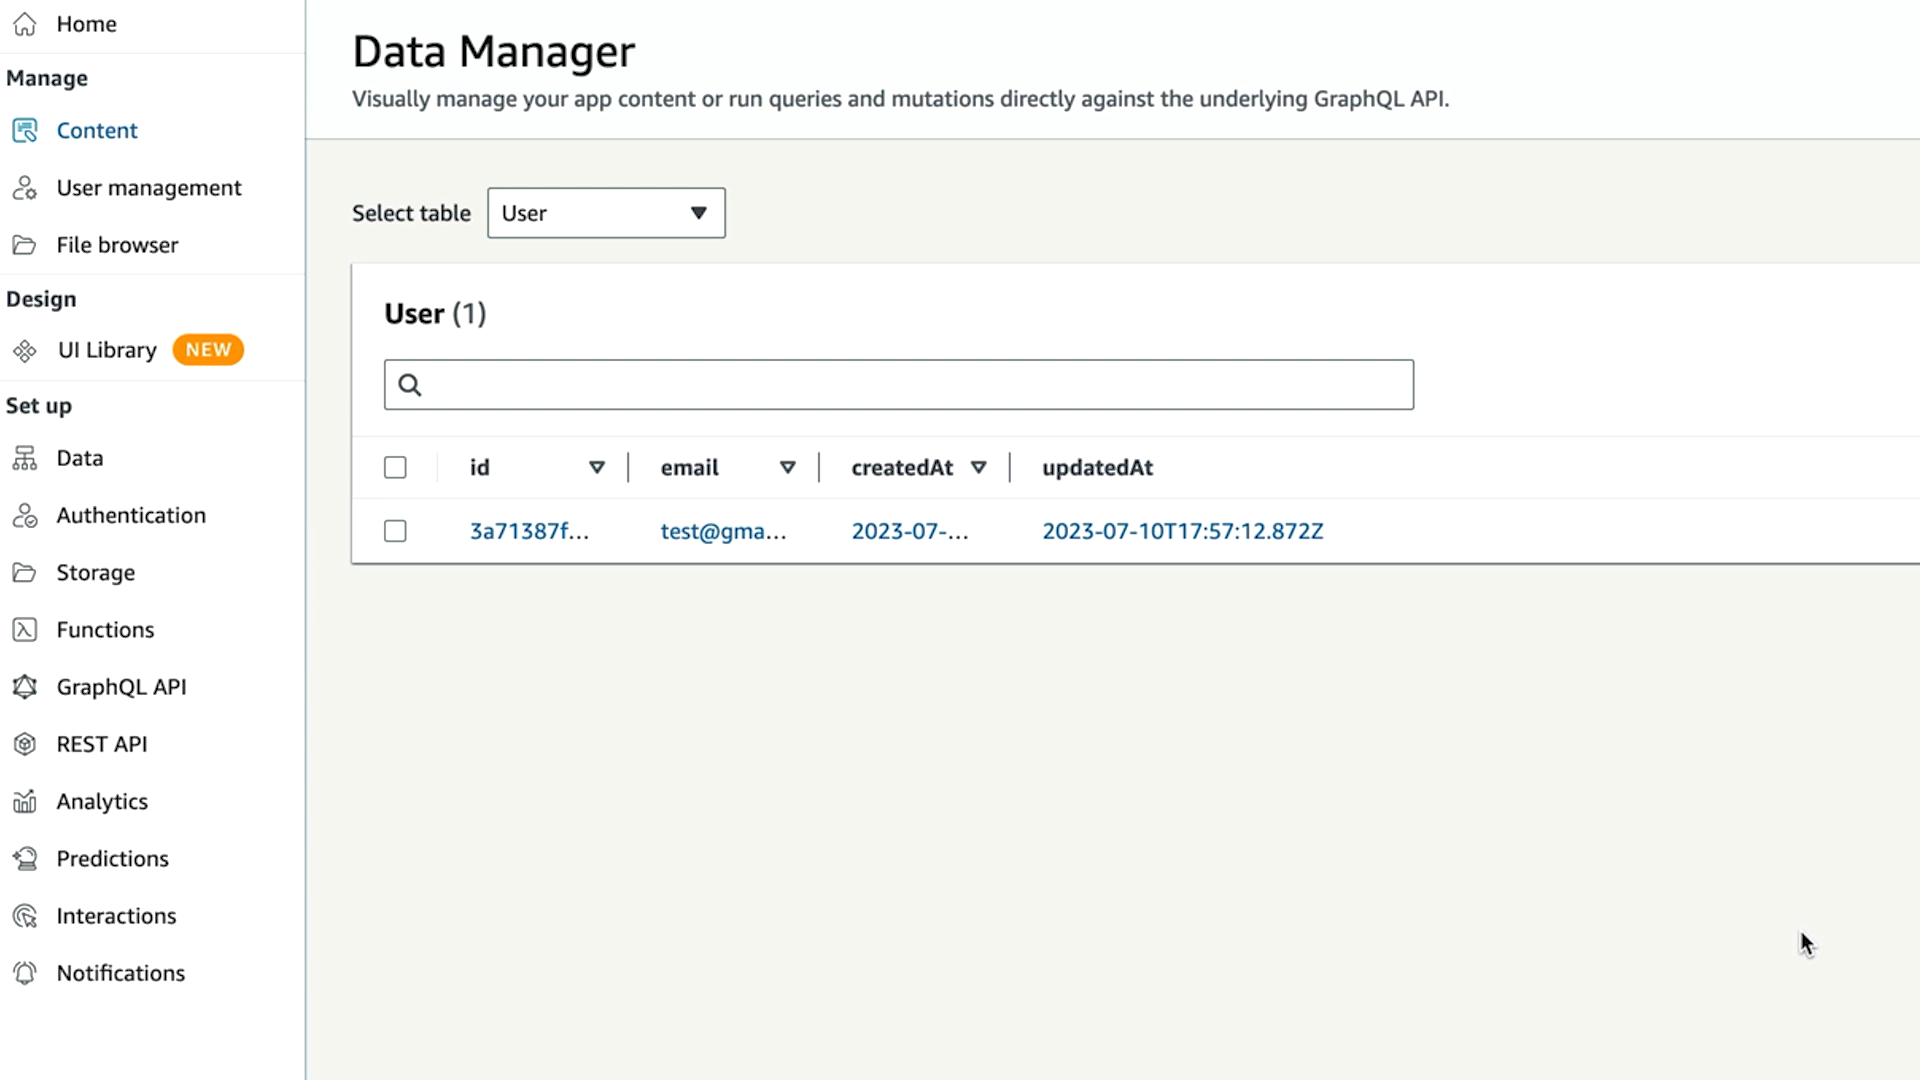 Home
Manage
Content
User management
File browser
Design
UI Library NEW
Set up
Data
Authentication
Storage
Functions
GraphQL API
REST API
Analytics
Predictions
Interactions
Notifications
Data Manager
Visually manage your app content or run queries and mutations directly against the underlying GraphQL API.
Select table User
User (1)
id email createdAt updatedAt
3a71387f... test@gma... 2023-07-... 2023-07-10T17:57:12.872Z